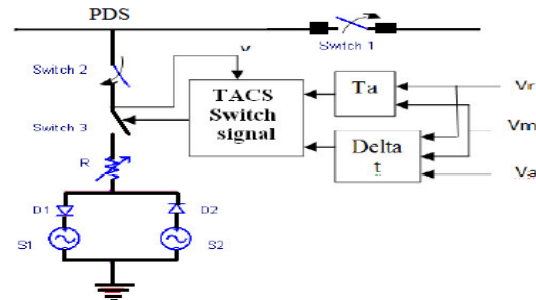 PDS
Switch 1
v
Switch 2
TACS
Switch
signal
Ta
Vr
Vm
Switch 3
Delta
t
Va
R
D1
D2
S1
S2